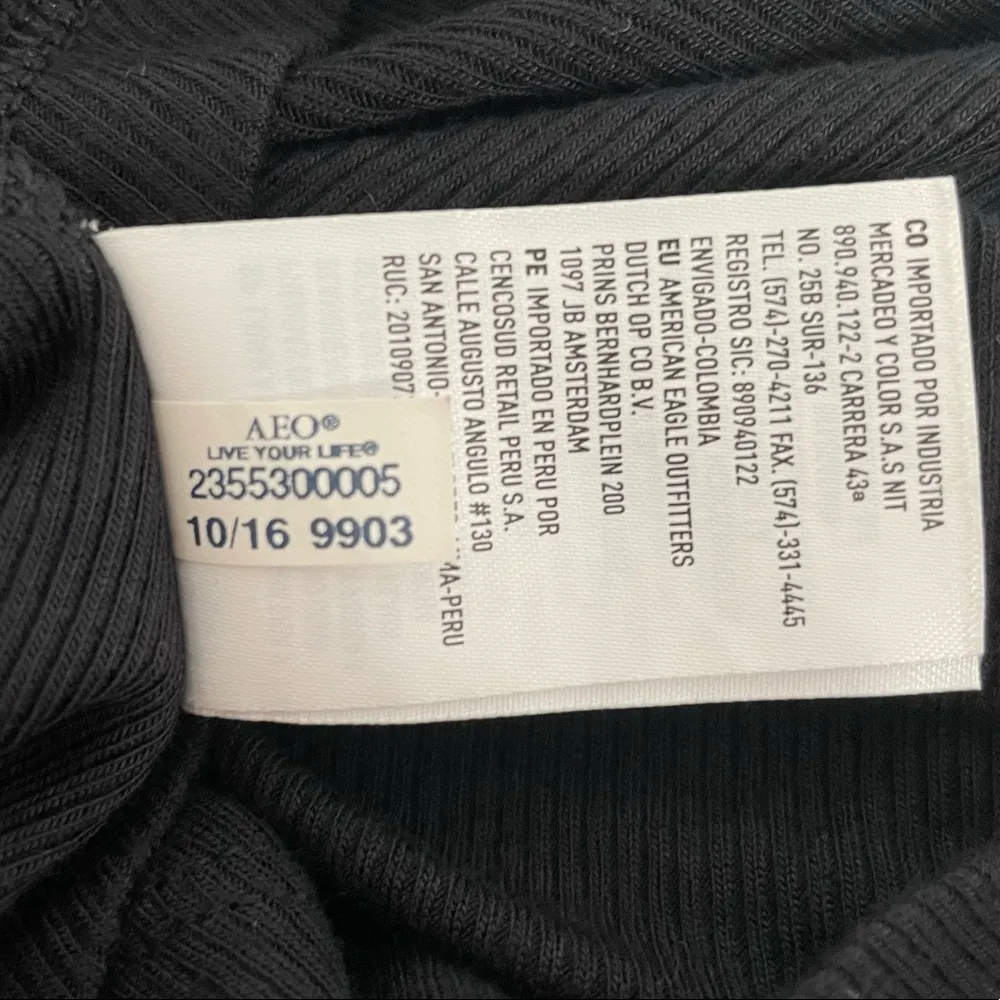 CO IMPORTADO POR INDUSTRIA
MERCADEO Y COLOR S.A.S NIT
890.940.122-2 CARRERA 43a
NO. 25B SUR-136
TEL. (574)-270-4211 FAX. (574)-331-4445
REGISTRO SIC: 890940122
ENVIGADO-COLOMBIA
EU AMERICAN EAGLE OUTFITTERS
DUTCH OP CO B.V.
PRINS BERNHARDPLEIN 200
1097 JB AMSTERDAM
PE IMPORTADO EN PERU POR
CENCOSUD RETAIL PERU S.A.
CALLE AUGUSTO ANGULO #130
SAN ANTONIO- MA-PERU
RUC: 2010907
AEO®
LIVE YOUR LIFE®
2355300005
10/16 9903